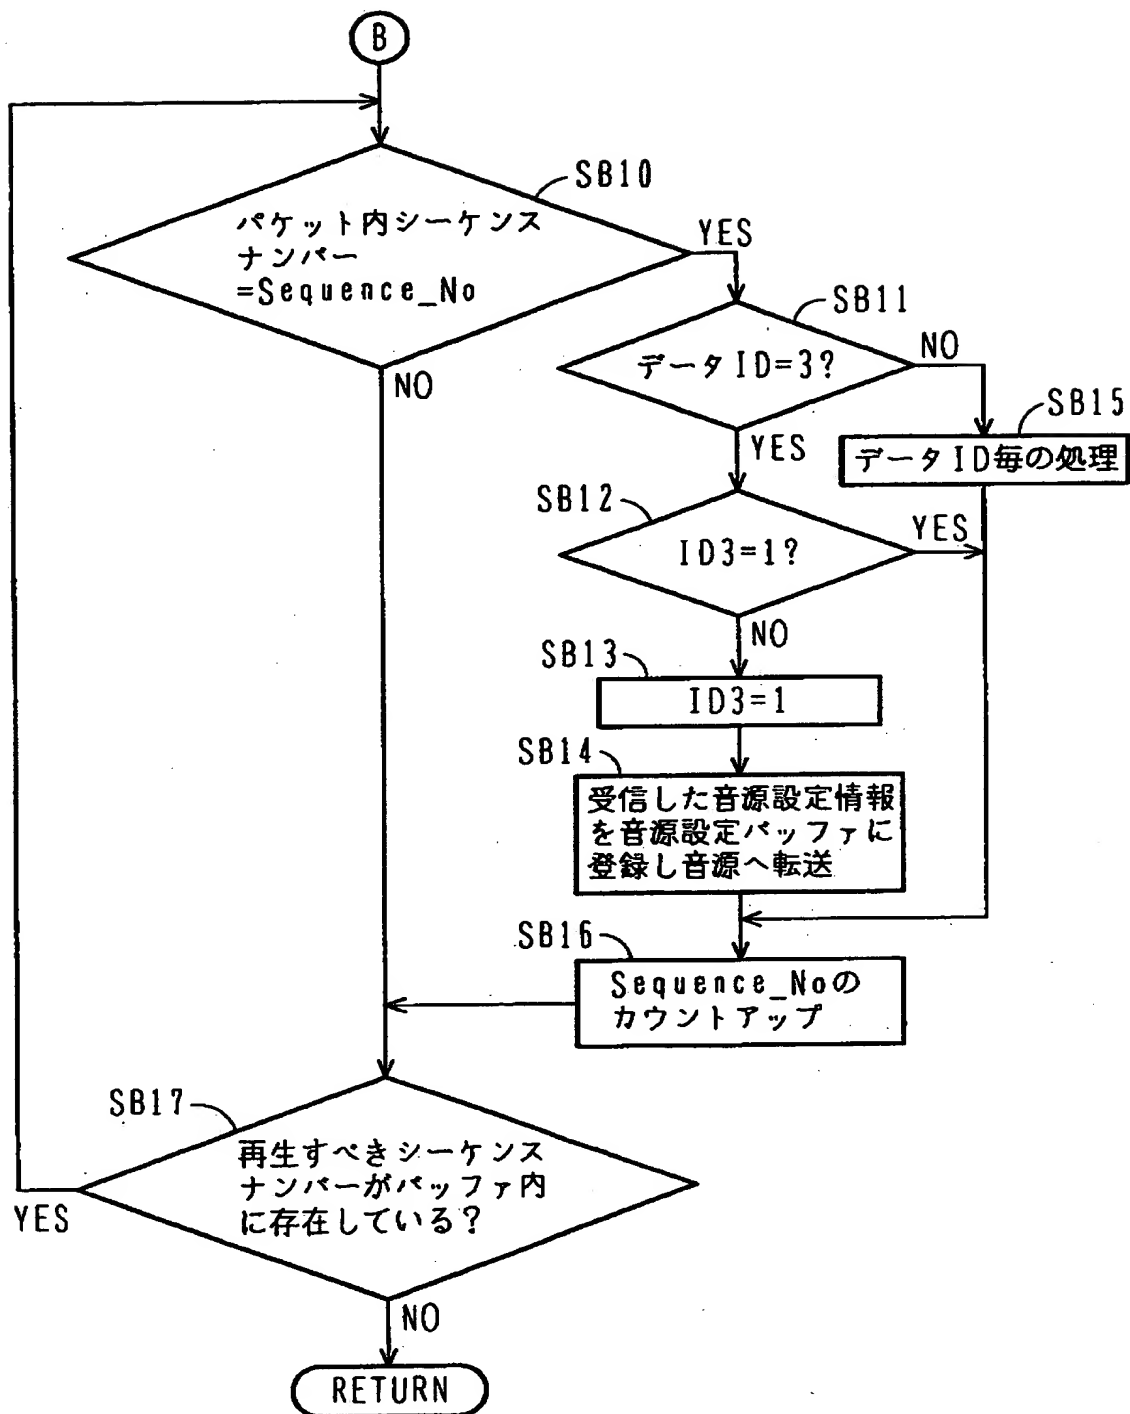 B
SB10
パケット内シーケンス
ナンバー
=Sequence_No
YES
NO
SB11
データID=3?
NO
YES
SB15
データID毎の処理
SB12
ID3=1?
YES
NO
SB13
ID3=1
SB14
受信した音源設定情報
を音源設定バッファに
登録し音源へ転送
SB16
Sequence_Noの
カウントアップ
SB17
再生すべきシーケンス
ナンバーがバッファ内
に存在している?
YES
NO
RETURN